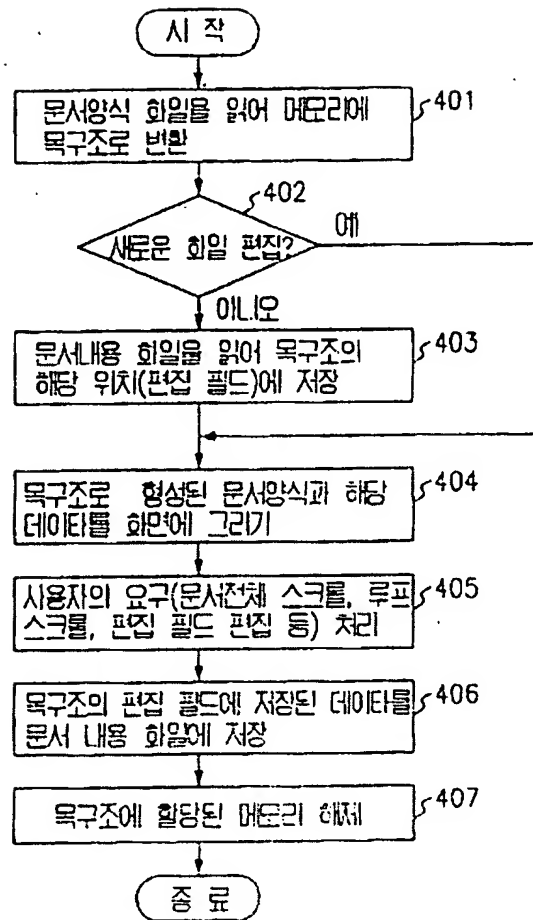 시 작
문서양식 화일을 읽어 메모리에
목구조로 변환
401
402
새로운 화일 편집?
예
아니오
문서내용 화일을 읽어 목구조의
해당 위치(편집 필드)에 저장
403
목구조로 형성된 문서양식과 해당
데이타를 화면에 그리기
404
사용자의 요구(문서전체 스크롤, 루프
스크롤, 편집 필드 편집 등) 처리
405
목구조의 편집 필드에 저장된 데이타를
문서 내용 화일에 저장
406
목구조에 할당된 메모리 해제
407
종 료